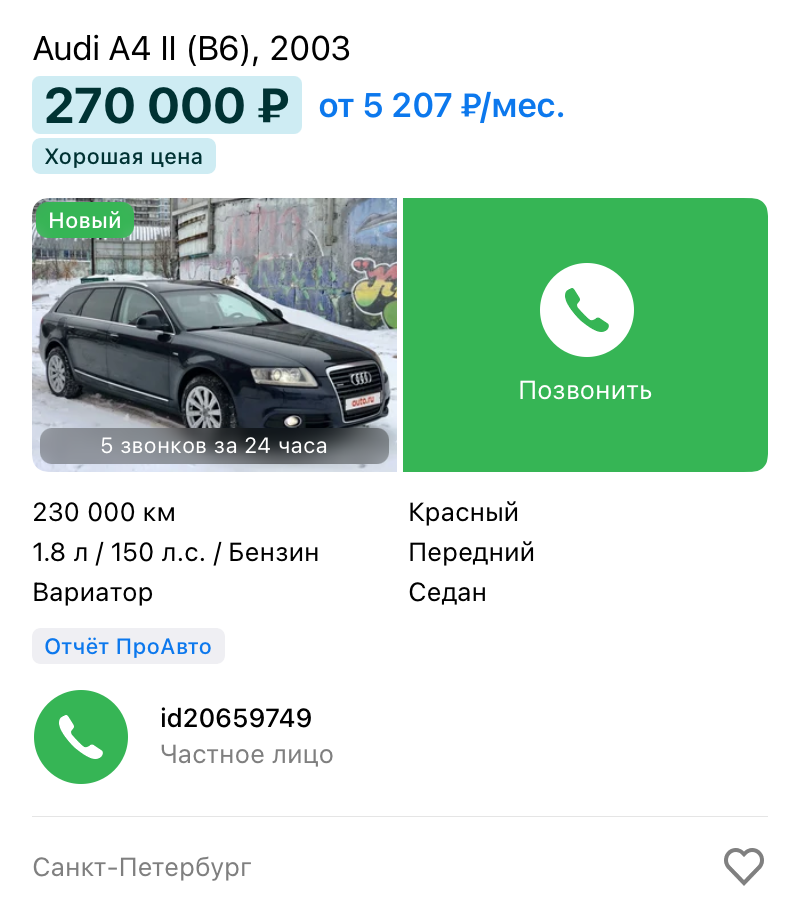 Audi A4 II (B6), 2003
270 000 ₽ от 5 207 ₽/мес.
Хорошая цена
Новый
auto.ru
5 звонков за 24 часа
Позвонить
230 000 км
Красный
1.8 л / 150 л.с. / Бензин
Передний
Вариатор
Седан
Отчёт ПроАвто
id20659749
Частное лицо
Санкт-Петербург